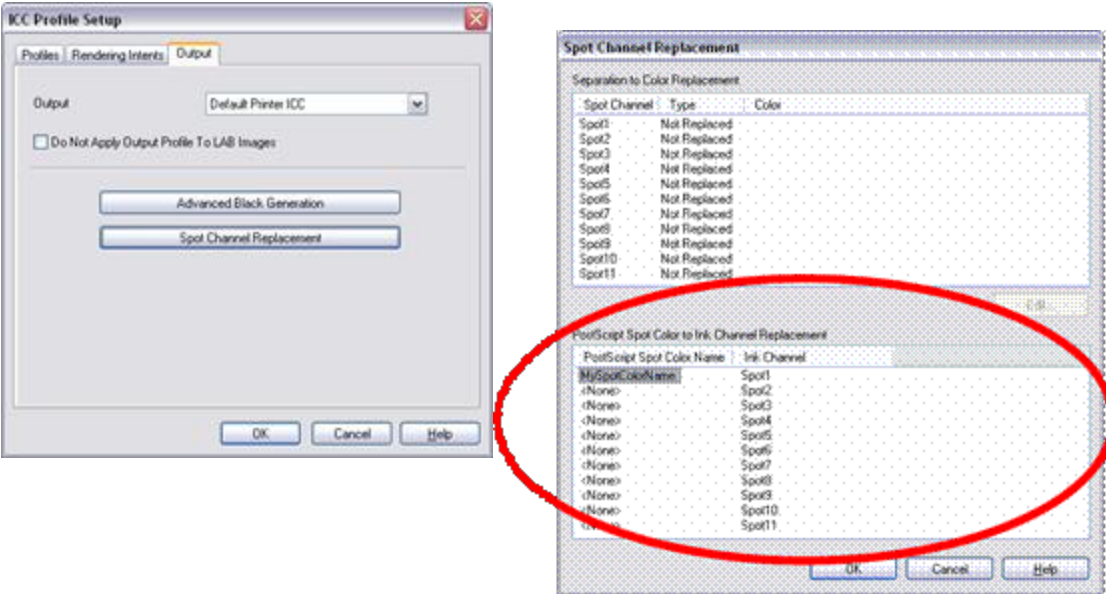 ICC Profile Setup
Profiles Rendering Intents Output
Output Default Printer ICC
Do Not Apply Output Profile To LAB Images
Advanced Black Generation
Spot Channel Replacement
OK Cancel Help
Spot Channel Replacement
Separation to Color Replacement
Spot Channel Type Color
Spot1 Not Replaced
Spot2 Not Replaced
Spot3 Not Replaced
Spot4 Not Replaced
Spot5 Not Replaced
Spot6 Not Replaced
Spot7 Not Replaced
Spot8 Not Replaced
Spot9 Not Replaced
Spot10 Not Replaced
Spot11 Not Replaced
Edit...
PostScript Spot Color to Ink Channel Replacement
PostScript Spot Color Name Ink Channel
MySpotColorName Spot1
<None> Spot2
<None> Spot3
<None> Spot4
<None> Spot5
<None> Spot6
<None> Spot7
<None> Spot8
<None> Spot9
<None> Spot10
<None> Spot11
OK Cancel Help